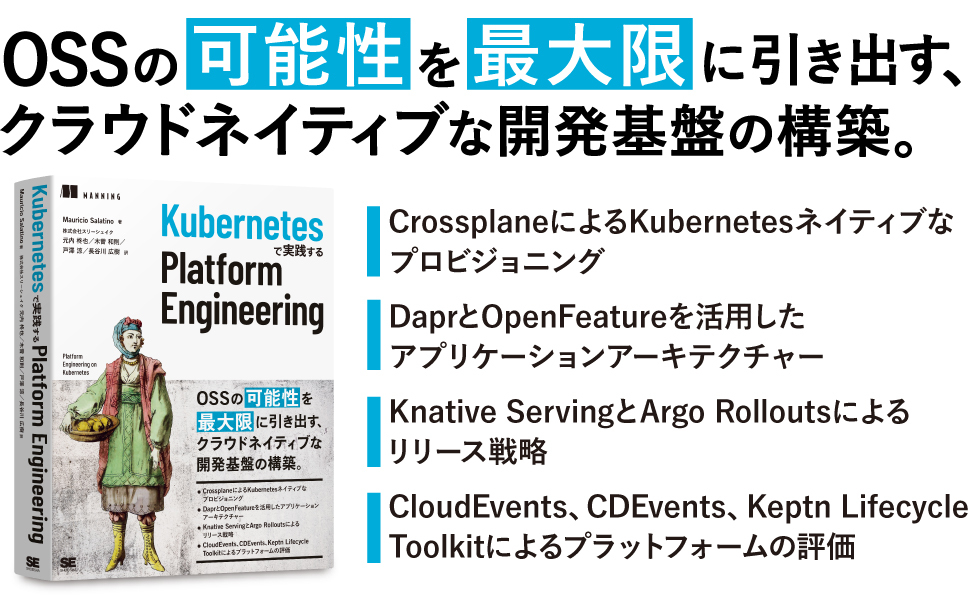 OSSの可能性を最大限に引き出す、
クラウドネイティブな開発基盤の構築。
MANNING
Mauricio Salatino 著
株式会社スリーシェイク
元内 柊也／木曽 和則／
戸澤 涼／長谷川 広樹 訳
Kubernetes
で実践する
Platform
Engineering
Platform
Engineering on
Kubernetes
OSSの可能性を
最大限に引き出す、
クラウドネイティブな
開発基盤の構築。
CrossplaneによるKubernetesネイティブな
プロビジョニング
DaprとOpenFeatureを活用したアプリケーション
アーキテクチャー
Knative ServingとArgo Rolloutsによる
リリース戦略
CloudEvents、CDEvents、Keptn Lifecycle
Toolkitによるプラットフォームの評価
SE
Kubernetesで実践する Platform Engineering
Mauricio Salatino 著 株式会社スリーシェイク 元内 柊也／木曽 和則／戸澤 涼／長谷川 広樹 訳
SE
CrossplaneによるKubernetesネイティブな
プロビジョニング
DaprとOpenFeatureを活用した
アプリケーションアーキテクチャー
Knative ServingとArgo Rolloutsによる
リリース戦略
CloudEvents、CDEvents、Keptn Lifecycle
Toolkitによるプラットフォームの評価